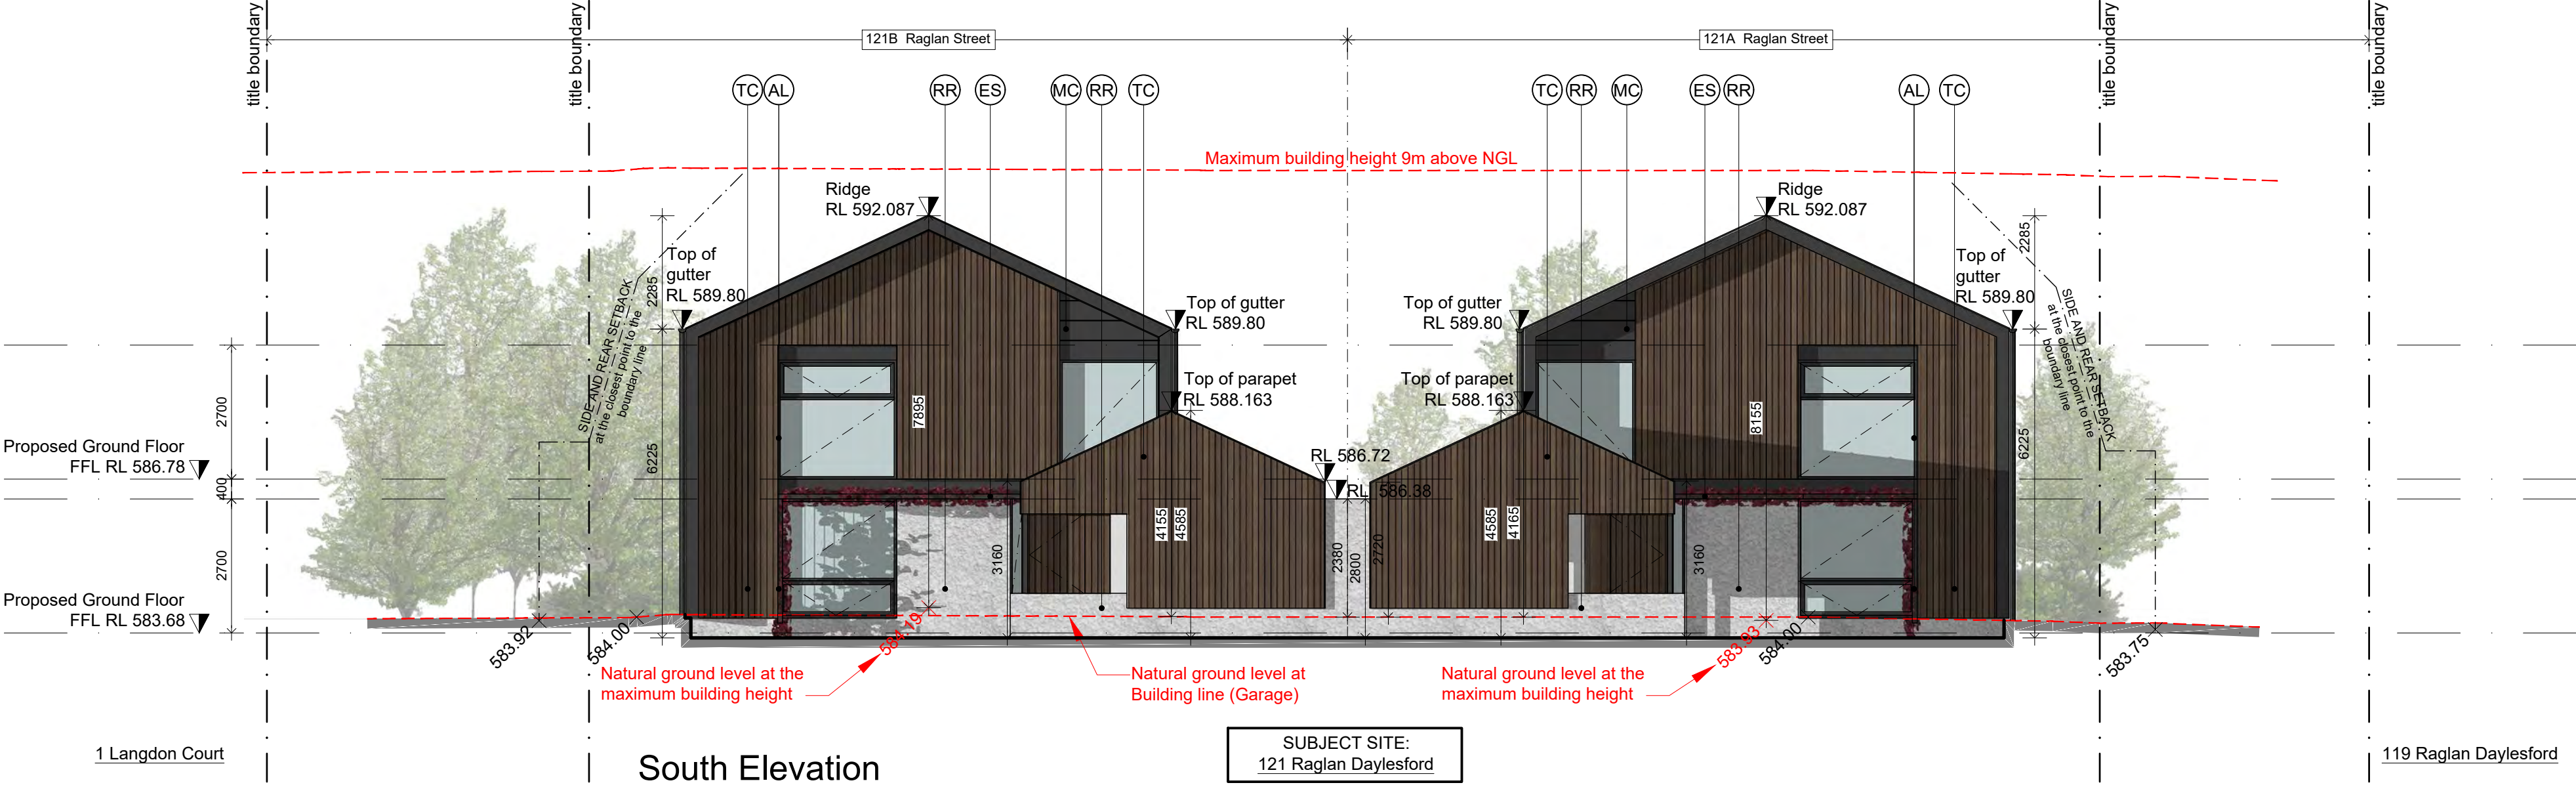 title boundary
title boundary
121B Raglan Street
121A Raglan Street
title boundary
title boundary
TC AL RR ES MC RR TC
TC RR MC ES RR AL TC
Maximum building height 9m above NGL
Ridge
RL 592.087
Ridge
RL 592.087
Top of
gutter
RL 589.80
Top of gutter
RL 589.80
Top of gutter
RL 589.80
Top of
gutter
RL 589.80
2285
2285
SIDE AND REAR SETBACK
at the closest point to the
boundary line
SIDE AND REAR SETBACK
at the closest point to the
boundary line
Top of parapet
RL 588.163
Top of parapet
RL 588.163
2700
7895
8155
6225
6225
Proposed Ground Floor
FFL RL 586.78
RL 586.72
RL 586.38
400
4155
4585
4585
4165
2700
3160
2380
2800
2720
3160
Proposed Ground Floor
FFL RL 583.68
583.92
584.00
584.19
583.93
584.00
583.75
Natural ground level at the
maximum building height
Natural ground level at
Building line (Garage)
Natural ground level at the
maximum building height
1 Langdon Court
South Elevation
SUBJECT SITE:
121 Raglan Daylesford
119 Raglan Daylesford